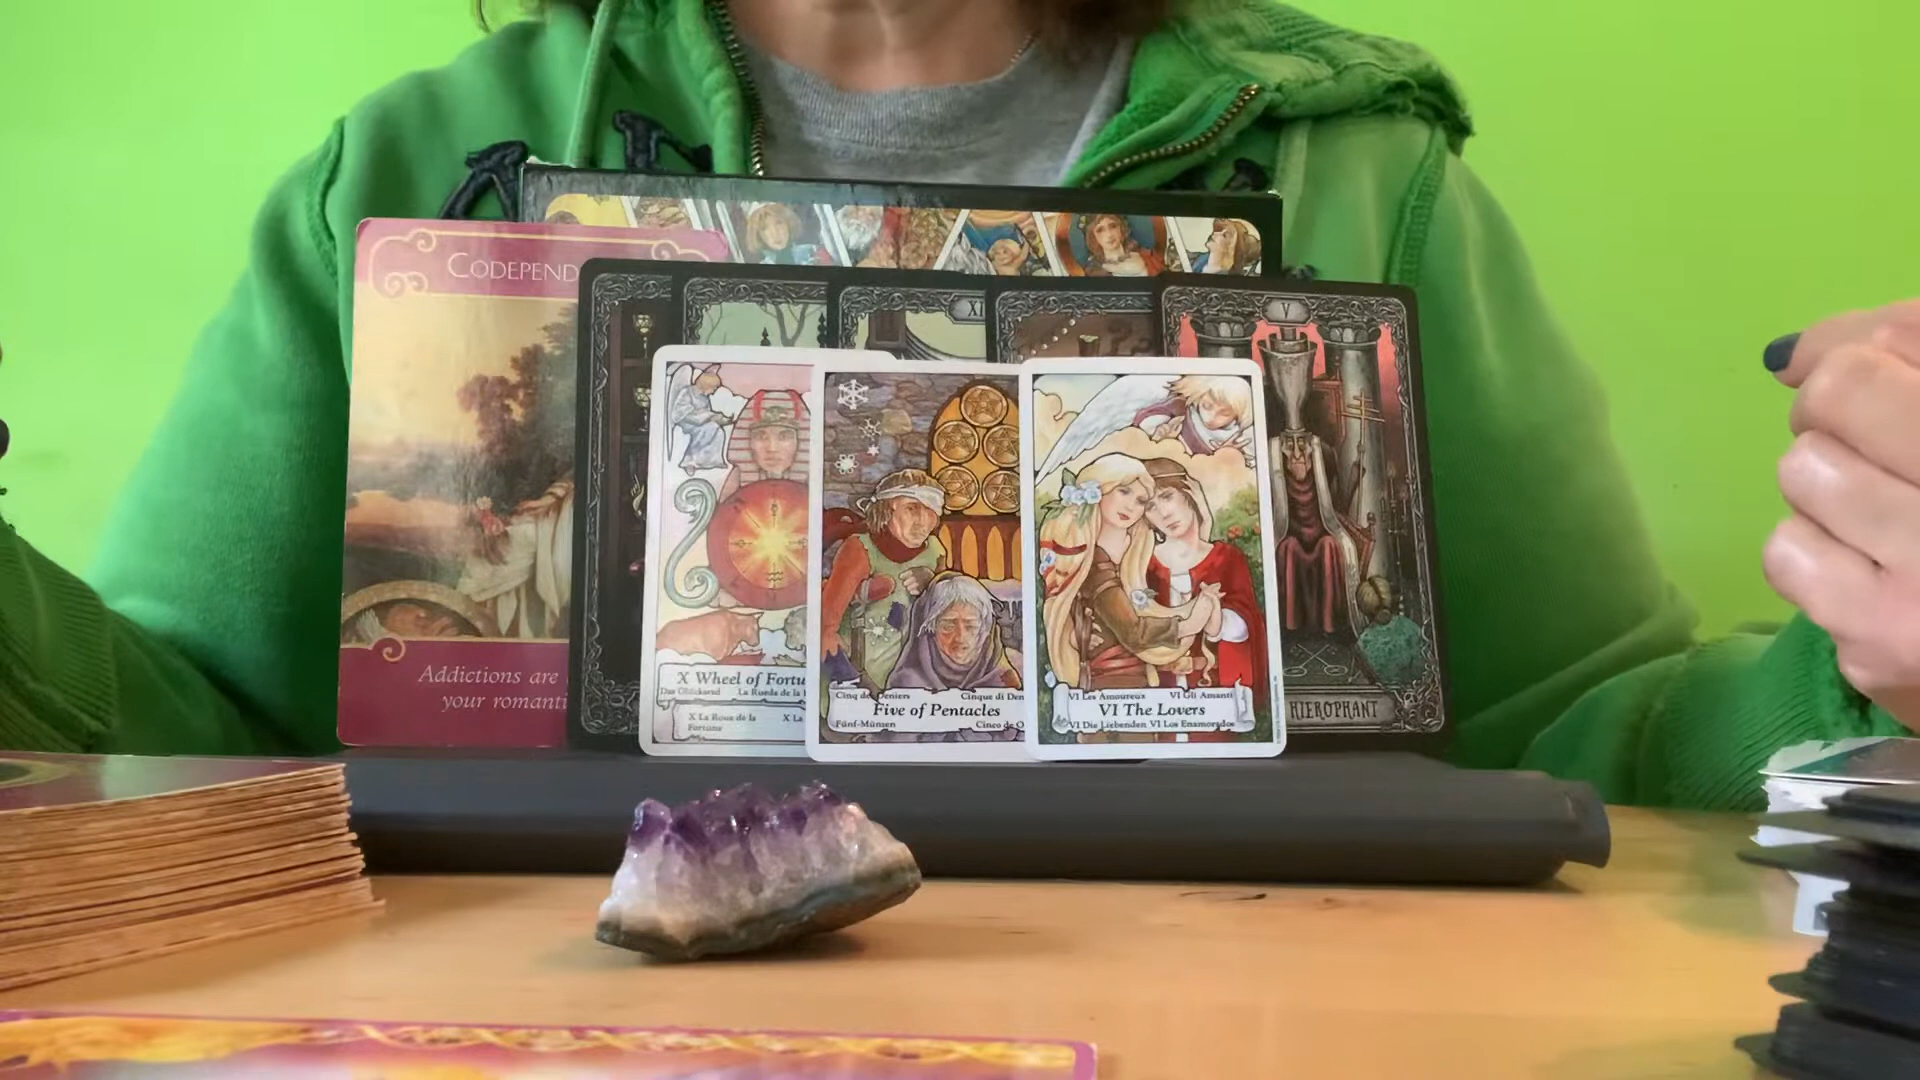 CODEPEND
XI
V
Addictions are
your romanti
X Wheel of Fortu
Das Glücksrad La Rueda de la
X La Roue de la
Fortune
X La
Cinq de Deniers Cinque di Den
Five of Pentacles
Fünf-Münzen Cinco de O
VI Les Amoureux VI Gli Amanti
VI The Lovers
VI Die Liebenden VI Los Enamorados
HIEROPHANT